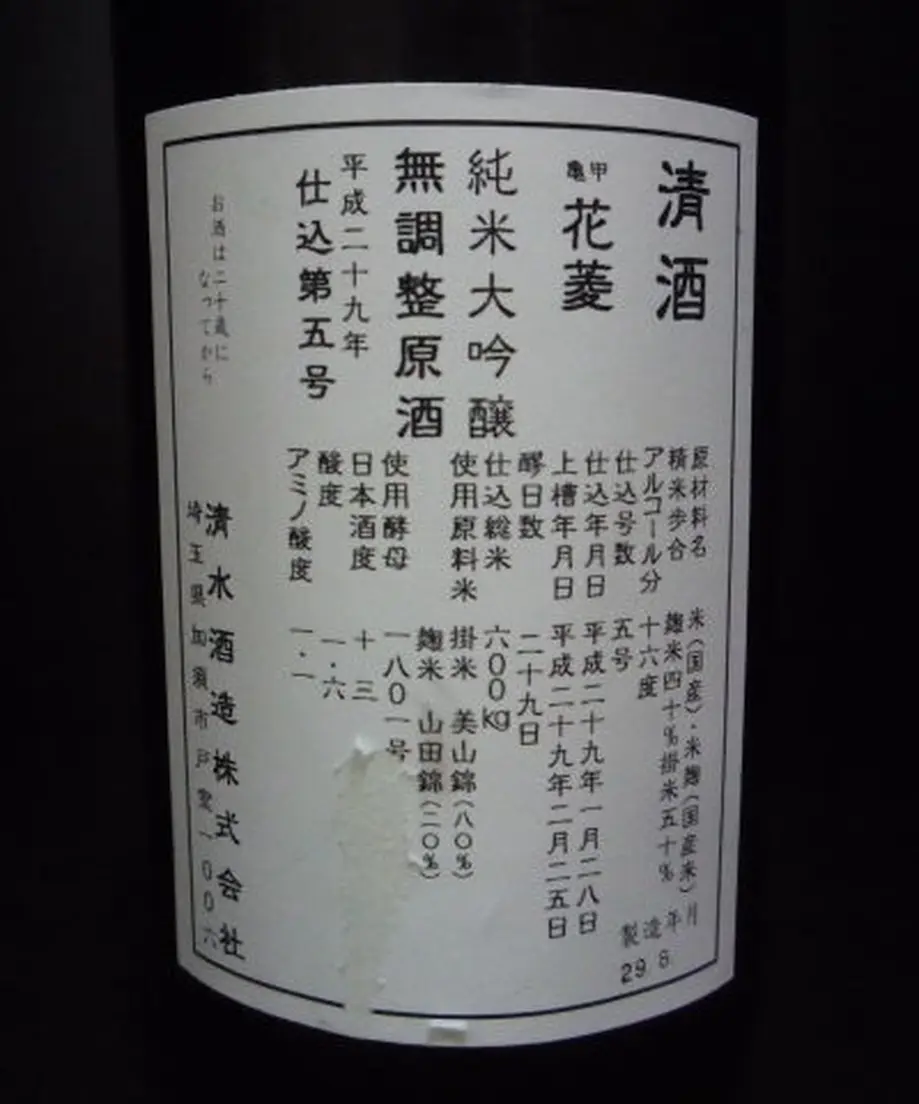 清酒
亀甲
花菱
純米大吟醸
無調整原酒
平成二十九年
仕込第五号
お酒は二十歳に
なってから
原材料名 米(国産)・米麹(国産米)
精米歩合 麹米四十%掛米五十%
アルコール分 十六度
仕込号数 五号
仕込年月日 平成二十九年一月二八日
上槽年月日 平成二十九年二月二五日
醪日数 二十九日
仕込総米 六00kg
使用原料米 掛米 美山錦(八〇%)
麹米 山田錦(二〇%)
使用酵母 一八0一号
日本酒度 十三
酸度 一.六
アミノ酸度 一.一
製造年月
29.8
清水酒造株式会社
埼玉県加須市戸室一00六